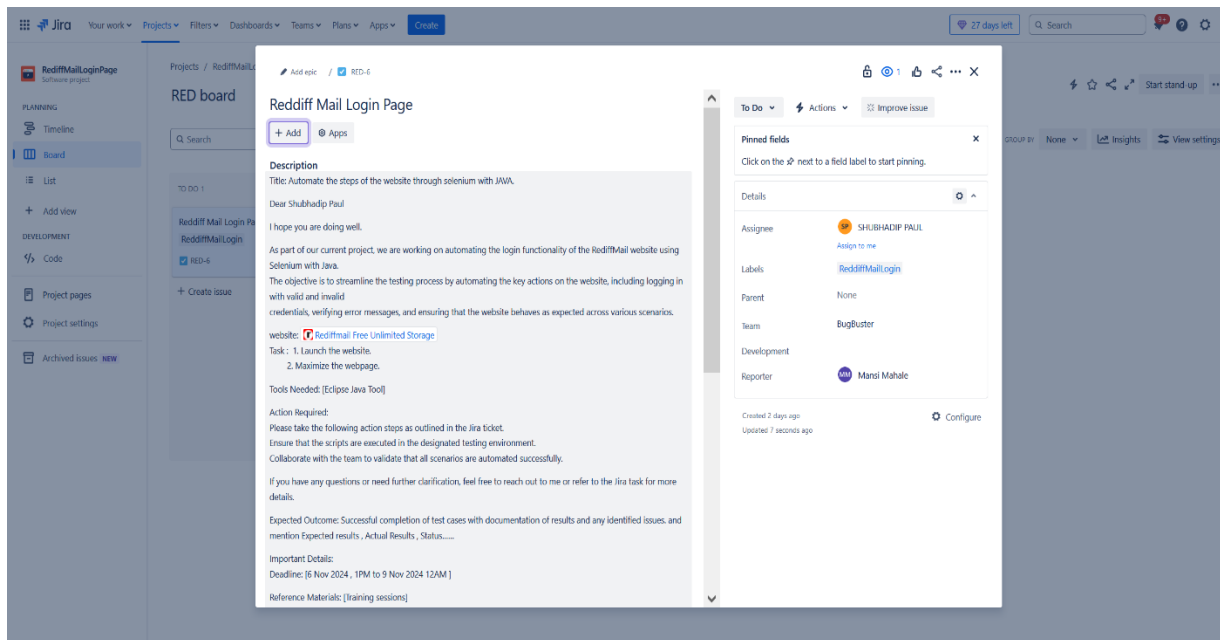 Jira Your work Projects Filters Dashboards Teams Plans Apps Create 27 days left Search 9+
RediffMailLoginPage
Software project
PLANNING
Timeline
Board
List
Add view
DEVELOPMENT
Code
Project pages
Project settings
Archived issues NEW
Projects / RediffMailLo
RED board
Search
TO DO 1
Reddiff Mail Login Pa
ReddiffMailLogin
RED-6
+ Create issue
Start stand-up
GROUP BY None Insights View settings
Add epic / RED-6
1
Reddiff Mail Login Page
+ Add Apps
Description
Title: Automate the steps of the website through selenium with JAVA.
Dear Shubhadip Paul
I hope you are doing well.
As part of our current project, we are working on automating the login functionality of the RediffMail website using
Selenium with Java.
The objective is to streamline the testing process by automating the key actions on the website, including logging in
with valid and invalid
credentials, verifying error messages, and ensuring that the website behaves as expected across various scenarios.
website: Rediffmail Free Unlimited Storage
Task : 1. Launch the website.
2. Maximize the webpage.
Tools Needed: [Eclipse Java Tool]
Action Required:
Please take the following action steps as outlined in the Jira ticket.
Ensure that the scripts are executed in the designated testing environment.
Collaborate with the team to validate that all scenarios are automated successfully.
If you have any questions or need further clarification, feel free to reach out to me or refer to the Jira task for more
details.
Expected Outcome: Successful completion of test cases with documentation of results and any identified issues. and
mention Expected results , Actual Results , Status......
Important Details:
Deadline: [6 Nov 2024 , 1PM to 9 Nov 2024 12AM ]
Reference Materials: [Training sessions]
To Do Actions Improve issue
Pinned fields
Click on the next to a field label to start pinning.
Details
Assignee SP SHUBHADIP PAUL
Assign to me
Labels ReddiffMailLogin
Parent None
Team BugBuster
Development
Reporter MM Mansi Mahale
Created 2 days ago
Configure
Updated 7 seconds ago